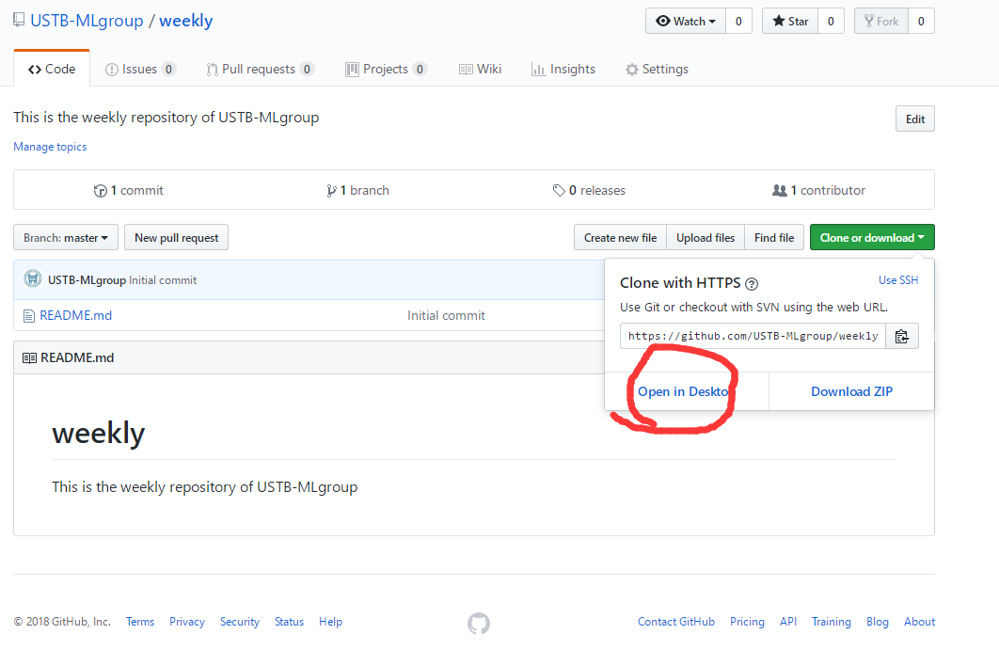 USTB-MLgroup / weekly
Watch 0 Star 0 Fork 0
Code Issues 0 Pull requests 0 Projects 0 Wiki Insights Settings
This is the weekly repository of USTB-MLgroup
Edit
Manage topics
1 commit 1 branch 0 releases 1 contributor
Branch: master New pull request Create new file Upload files Find file Clone or download
USTB-MLgroup Initial commit
README.md Initial commit
Clone with HTTPS ? Use SSH
Use Git or checkout with SVN using the web URL.
https://github.com/USTB-MLgroup/weekly
Open in Deskto Download ZIP
README.md
weekly
This is the weekly repository of USTB-MLgroup
© 2018 GitHub, Inc. Terms Privacy Security Status Help Contact GitHub Pricing API Training Blog About